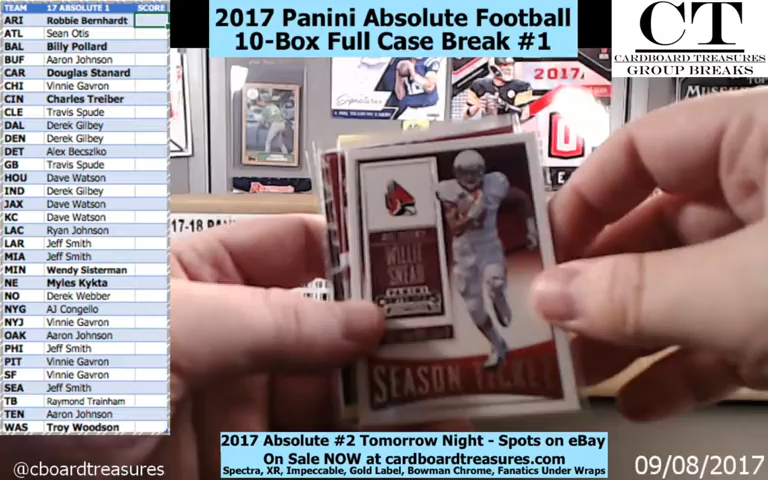 TEAM 17 ABSOLUTE 1 SCORE
ARI Robbie Bernhardt
ATL Sean Otis
BAL Billy Pollard
BUF Aaron Johnson
CAR Douglas Stanard
CHI Vinnie Gavron
CIN Charles Treiber
CLE Travis Spude
DAL Derek Gilbey
DEN Derek Gilbey
DET Alex Becsziko
GB Travis Spude
HOU Dave Watson
IND Derek Gilbey
JAX Dave Watson
KC Dave Watson
LAC Ryan Johnson
LAR Jeff Smith
MIA Jeff Smith
MIN Wendy Sisterman
NE Myles Kykta
NO Derek Webber
NYG AJ Congello
NYJ Vinnie Gavron
OAK Aaron Johnson
PHI Jeff Smith
PIT Vinnie Gavron
SF Vinnie Gavron
SEA Jeff Smith
TB Raymond Trainham
TEN Aaron Johnson
WAS Troy Woodson
@cboardtreasures
2017 Panini Absolute Football
10-Box Full Case Break #1
CT
CARDBOARD TREASURES
GROUP BREAKS
Signatures
2017
17-18
WILLIE
SNEAD
SEASON TICKET
2017 Absolute #2 Tomorrow Night - Spots on eBay
On Sale NOW at cardboardtreasures.com
Spectra, XR, Impeccable, Gold Label, Bowman Chrome, Fanatics Under Wraps
09/08/2017